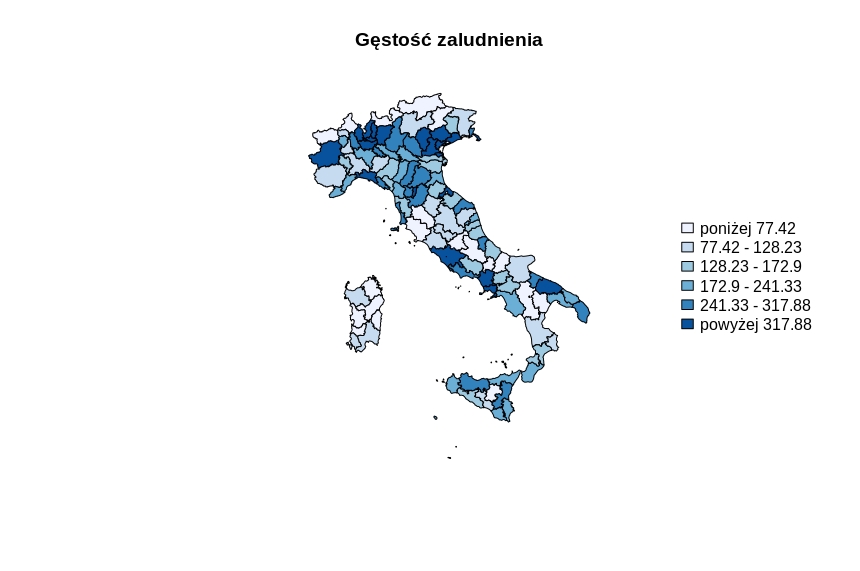 Gęstość zaludnienia
poniżej 77.42
77.42 - 128.23
128.23 - 172.9
172.9 - 241.33
241.33 - 317.88
powyżej 317.88